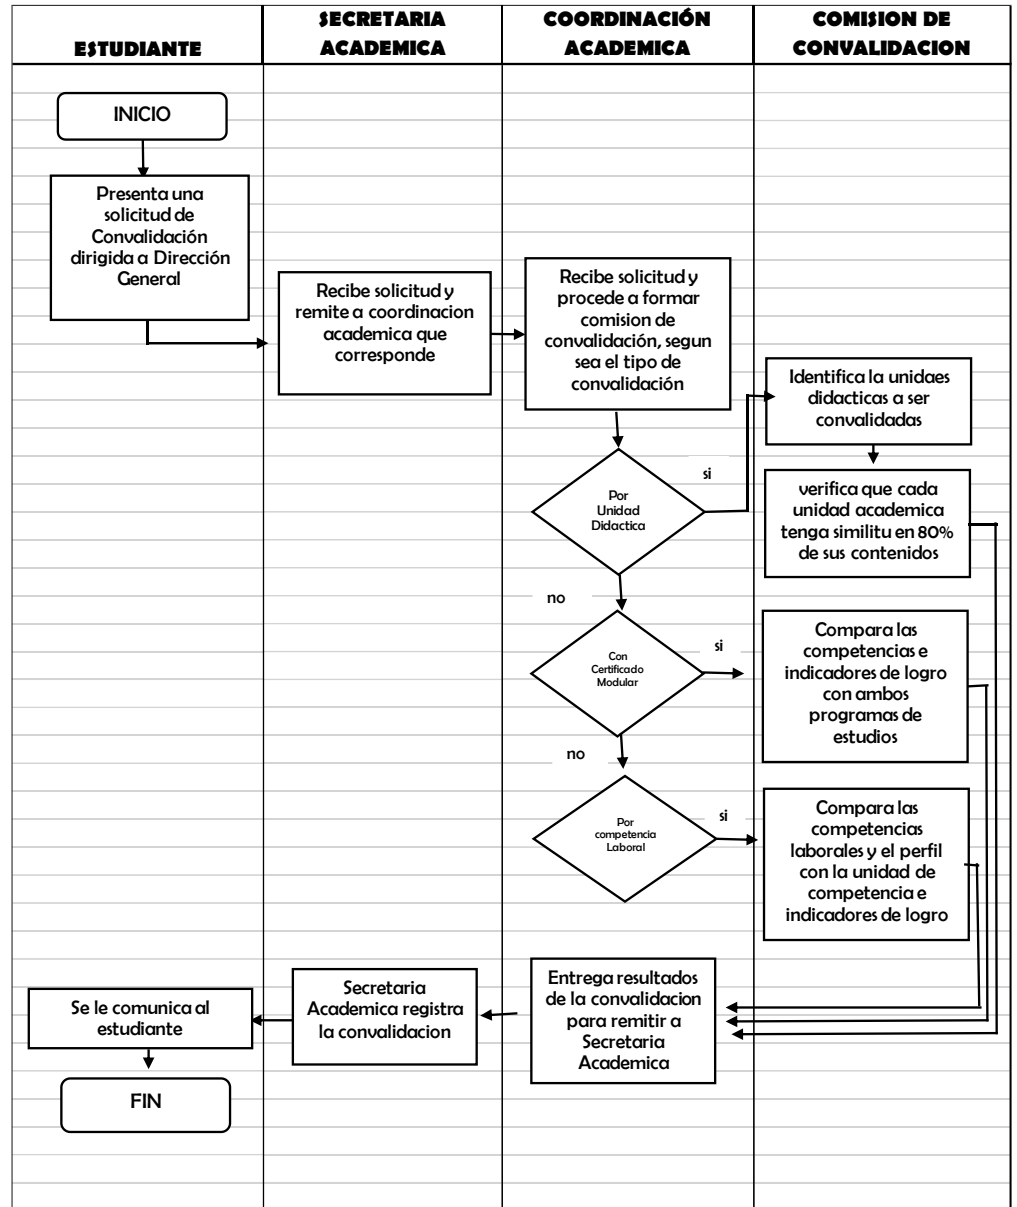 ESTUDIANTE
SECRETARIA
ACADEMICA
COORDINACIÓN
ACADEMICA
COMISION DE
CONVALIDACION
INICIO
Presenta una
solicitud de
Convalidación
dirigida a Dirección
General
Recibe solicitud y
remite a coordinacion
academica que
corresponde
Recibe solicitud y
procede a formar
comision de
convalidación, segun
sea el tipo de
convalidación
Identifica la unidaes
didacticas a ser
convalidadas
si
Por
Unidad
Didactica
verifica que cada
unidad academica
tenga similitu en 80%
de sus contenidos
no
si
Con
Certificado
Modular
Compara las
competencias e
indicadores de logro
con ambos
programas de
estudios
no
si
Por
competencia
Laboral
Compara las
competencias
laborales y el perfil
con la unidad de
competencia e
indicadores de logro
Entrega resultados
de la convalidacion
para remitir a
Secretaria
Academica
Secretaria
Academica registra
la convalidacion
Se le comunica al
estudiante
FIN